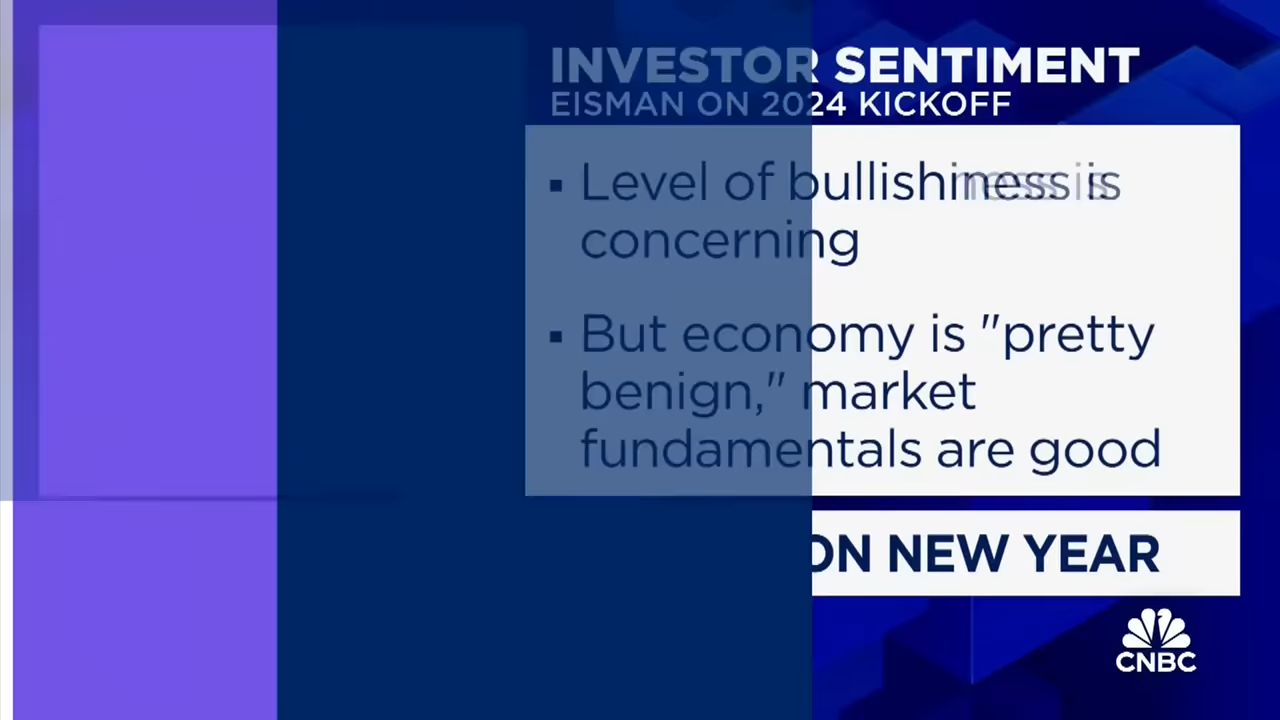 INVESTOR SENTIMENT
EISMAN ON 2024 KICKOFF
▪ Level of bullishiness is
concerning
▪ But economy is "pretty
benign," market
fundamentals are good
ON NEW YEAR
CNBC